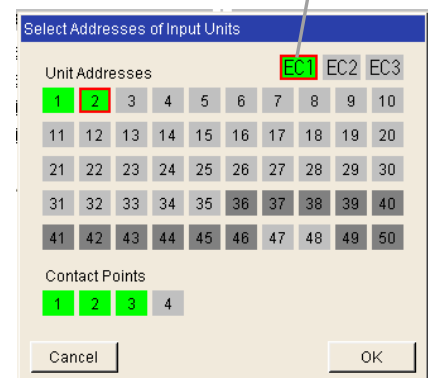 Select Addresses of Input Units
Unit Addresses EC1 EC2 EC3
1 2 3 4 5 6 7 8 9 10
11 12 13 14 15 16 17 18 19 20
21 22 23 24 25 26 27 28 29 30
31 32 33 34 35 36 37 38 39 40
41 42 43 44 45 46 47 48 49 50
Contact Points
1 2 3 4
Cancel OK